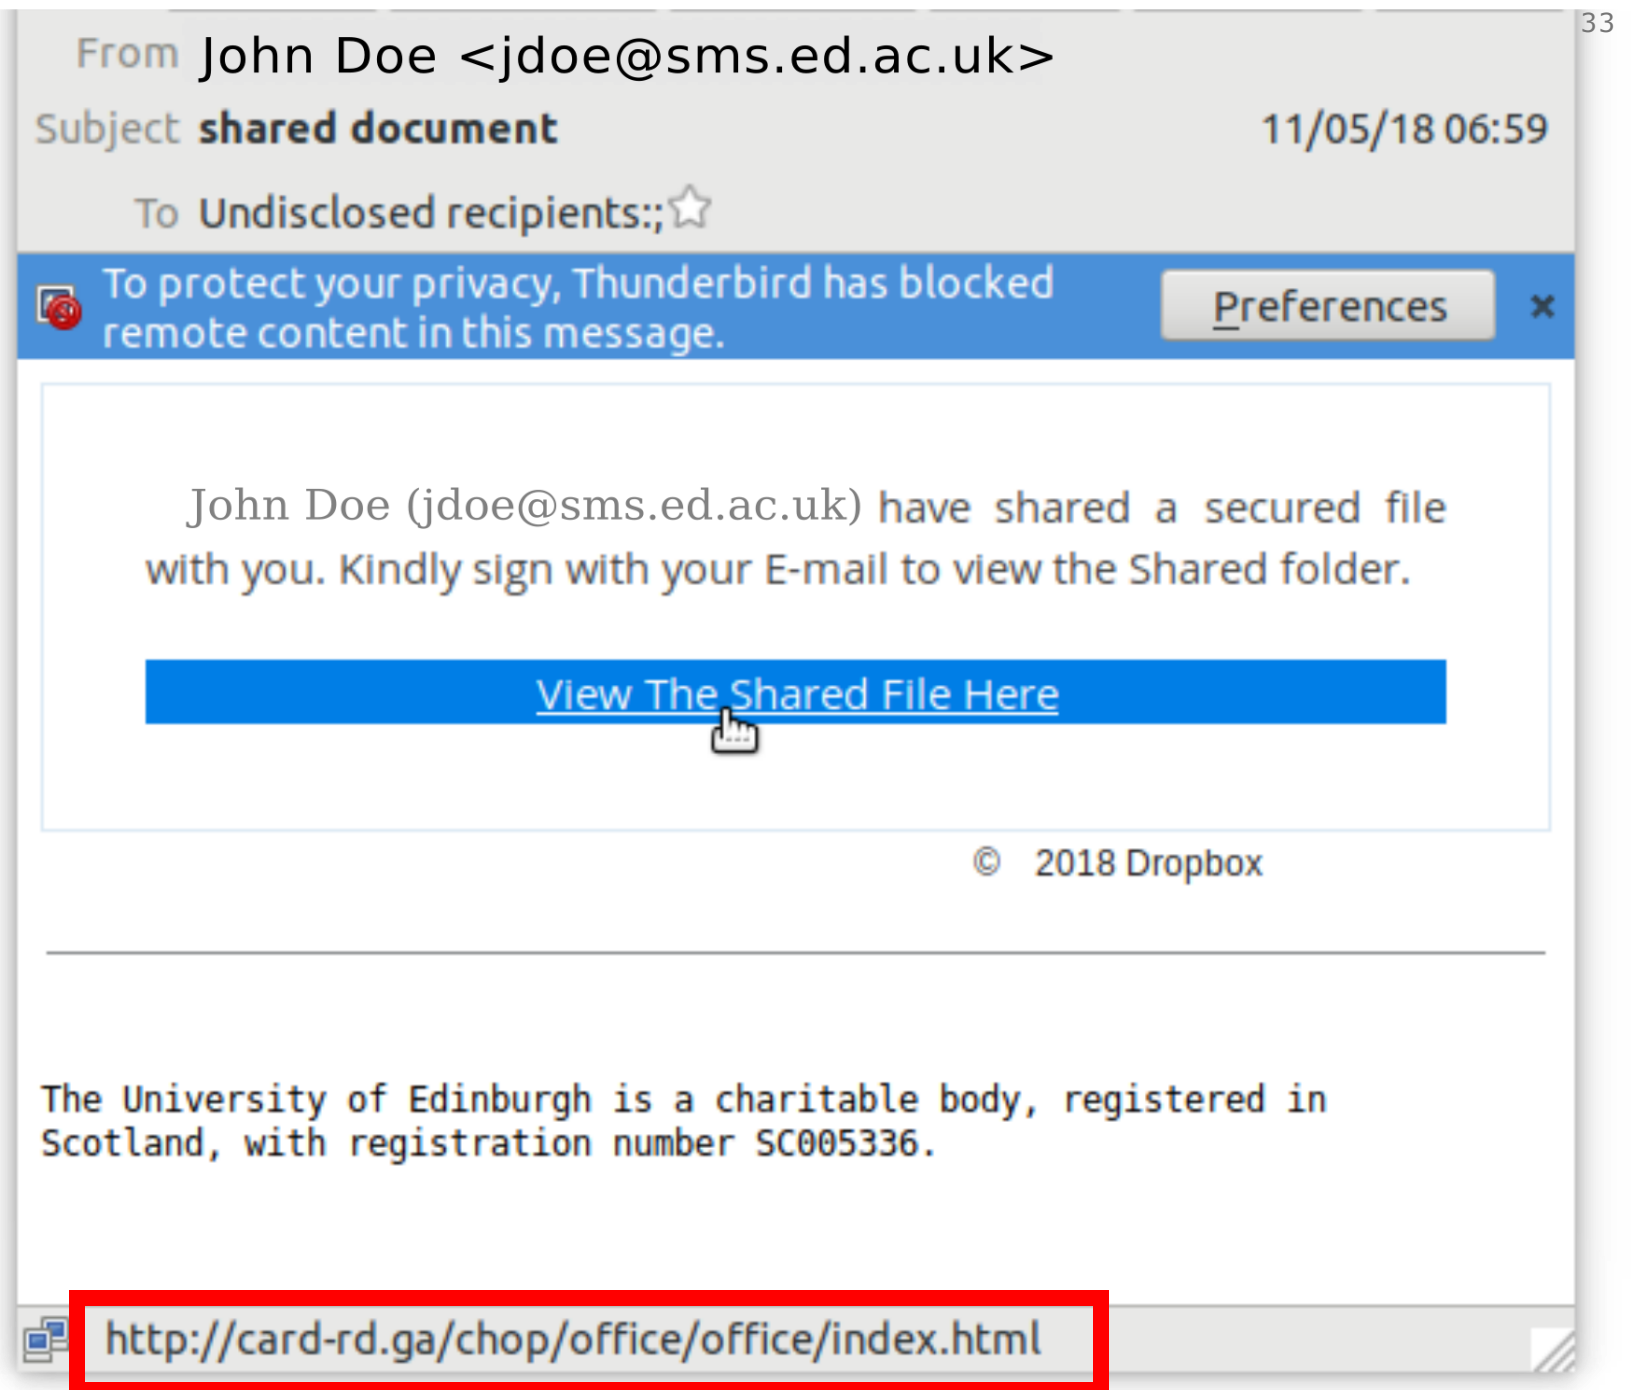 33
From John Doe <jdoe@sms.ed.ac.uk>
Subject shared document 11/05/18 06:59
To Undisclosed recipients:;
To protect your privacy, Thunderbird has blocked
remote content in this message.
Preferences
John Doe (jdoe@sms.ed.ac.uk) have shared a secured file
with you. Kindly sign with your E-mail to view the Shared folder.
View The Shared File Here
© 2018 Dropbox
The University of Edinburgh is a charitable body, registered in
Scotland, with registration number SC005336.
http://card-rd.ga/chop/office/office/index.html